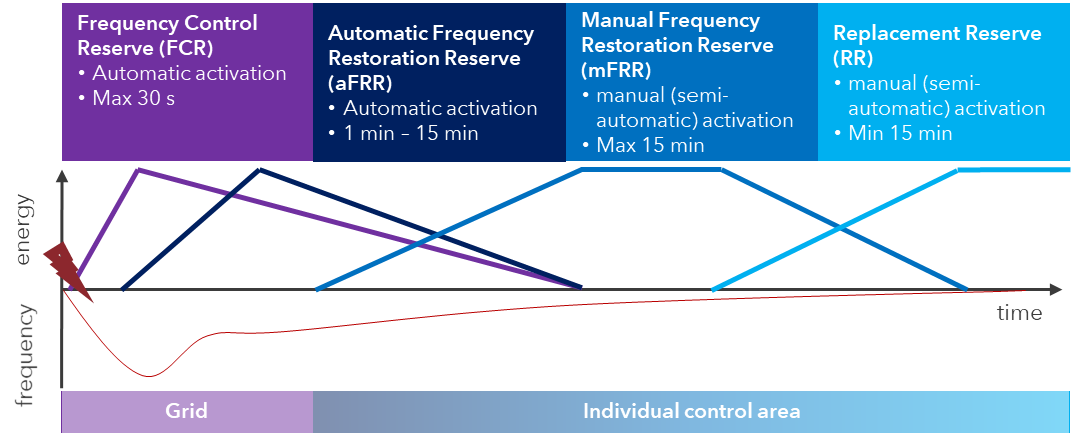 Frequency Control
Reserve (FCR)
• Automatic activation
• Max 30 s
Automatic Frequency
Restoration Reserve
(aFRR)
• Automatic activation
• 1 min – 15 min
Manual Frequency
Restoration Reserve
(mFRR)
• manual (semi-
automatic) activation
• Max 15 min
Replacement Reserve
(RR)
• manual (semi-
automatic) activation
• Min 15 min
energy
frequency
time
Grid
Individual control area